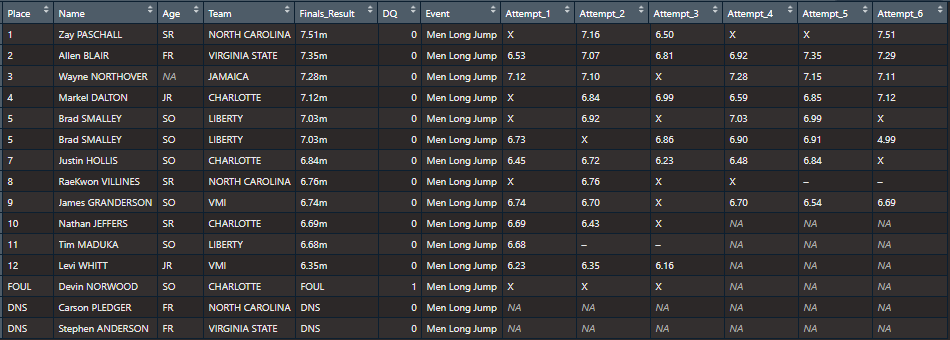 Place Name Age Team Finals_Result DQ Event Attempt_1 Attempt_2 Attempt_3 Attempt_4 Attempt_5 Attempt_6
1 Zay PASCHALL SR NORTH CAROLINA 7.51m 0 Men Long Jump X 7.16 6.50 X X 7.51
2 Allen BLAIR FR VIRGINIA STATE 7.35m 0 Men Long Jump 6.53 7.07 6.81 6.92 7.35 7.29
3 Wayne NORTHOVER NA JAMAICA 7.28m 0 Men Long Jump 7.12 7.10 X 7.28 7.15 7.11
4 Markel DALTON JR CHARLOTTE 7.12m 0 Men Long Jump X 6.84 6.99 6.59 6.85 7.12
5 Brad SMALLEY SO LIBERTY 7.03m 0 Men Long Jump X 6.92 X 7.03 6.99 X
5 Brad SMALLEY SO LIBERTY 7.03m 0 Men Long Jump 6.73 X 6.86 6.90 6.91 4.99
7 Justin HOLLIS SO CHARLOTTE 6.84m 0 Men Long Jump 6.45 6.72 6.23 6.48 6.84 X
8 RaeKwon VILLINES SR NORTH CAROLINA 6.76m 0 Men Long Jump X 6.76 X X – –
9 James GRANDERSON SO VMI 6.74m 0 Men Long Jump 6.74 6.70 X 6.70 6.54 6.69
10 Nathan JEFFERS SR CHARLOTTE 6.69m 0 Men Long Jump 6.69 6.43 X NA NA NA
11 Tim MADUKA SO LIBERTY 6.68m 0 Men Long Jump 6.68 – – NA NA NA
12 Levi WHITT JR VMI 6.35m 0 Men Long Jump 6.23 6.35 6.16 NA NA NA
FOUL Devin NORWOOD SO CHARLOTTE FOUL 1 Men Long Jump X X X NA NA NA
DNS Carson PLEDGER FR NORTH CAROLINA DNS 0 Men Long Jump NA NA NA NA NA NA
DNS Stephen ANDERSON FR VIRGINIA STATE DNS 0 Men Long Jump NA NA NA NA NA NA